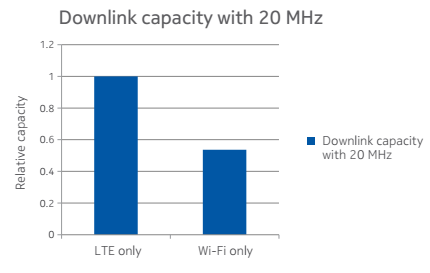 Downlink capacity with 20 MHz
1.2
1
0.8
0.6
0.4
0.2
0
Relative capacity
LTE only
Wi-Fi only
Downlink capacity
with 20 MHz